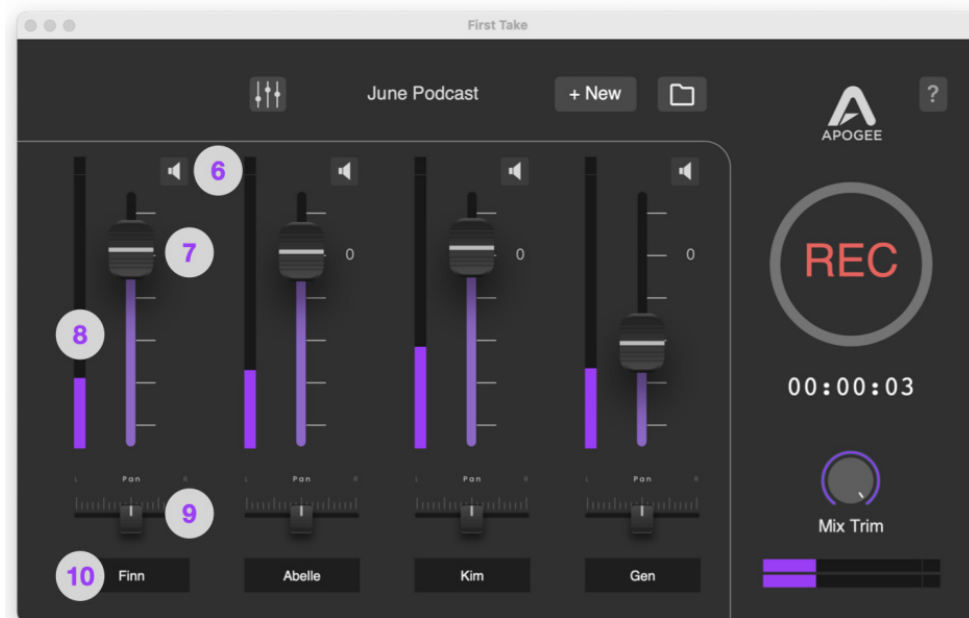 First Take
June Podcast
+ New
?
APOGEE
6
7 0 0 0
REC
8
00:00:03
L Pan R L Pan R L Pan R L Pan R
9
Mix Trim
10 Finn Abelle Kim Gen